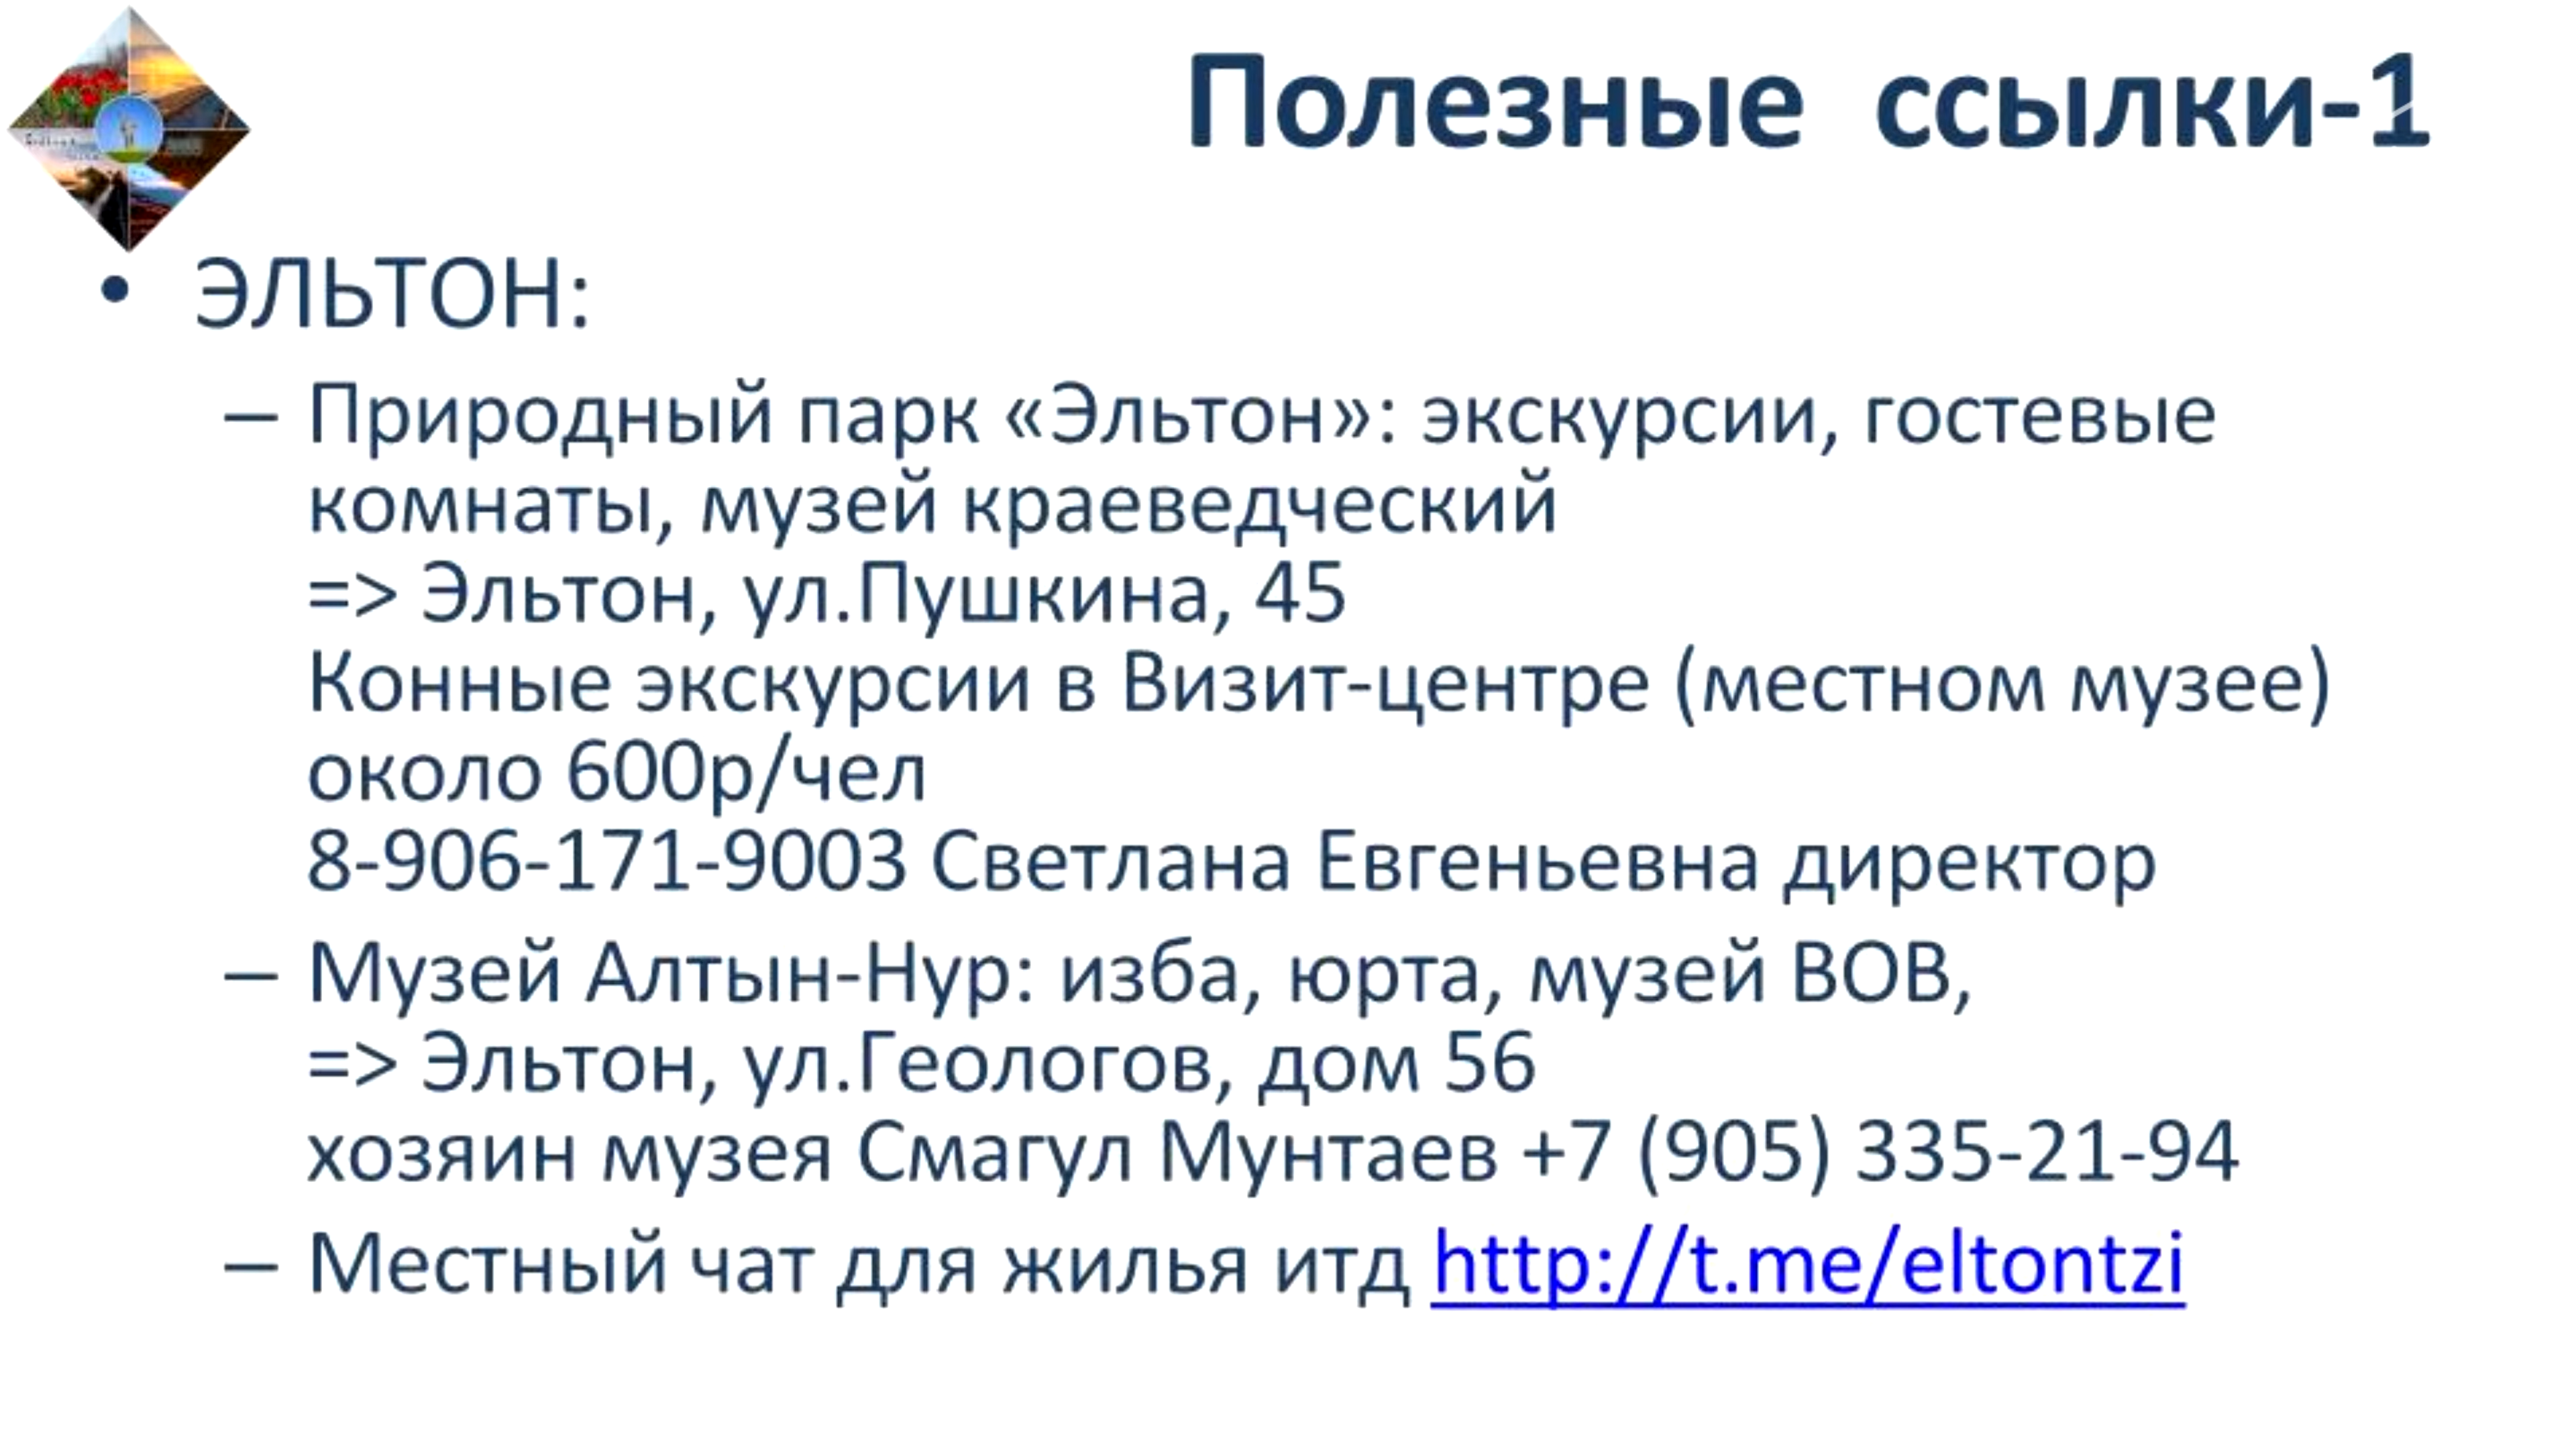 Полезные ссылки-1
• ЭЛЬТОН:
– Природный парк «Эльтон»: экскурсии, гостевые
комнаты, музей краеведческий
=> Эльтон, ул.Пушкина, 45
Конные экскурсии в Визит-центре (местном музее)
около 600р/чел
8-906-171-9003 Светлана Евгеньевна директор
– Музей Алтын-Нур: изба, юрта, музей ВОВ,
=> Эльтон, ул.Геологов, дом 56
хозяин музея Смагул Мунтаев +7 (905) 335-21-94
– Местный чат для жилья итд http://t.me/eltontzi